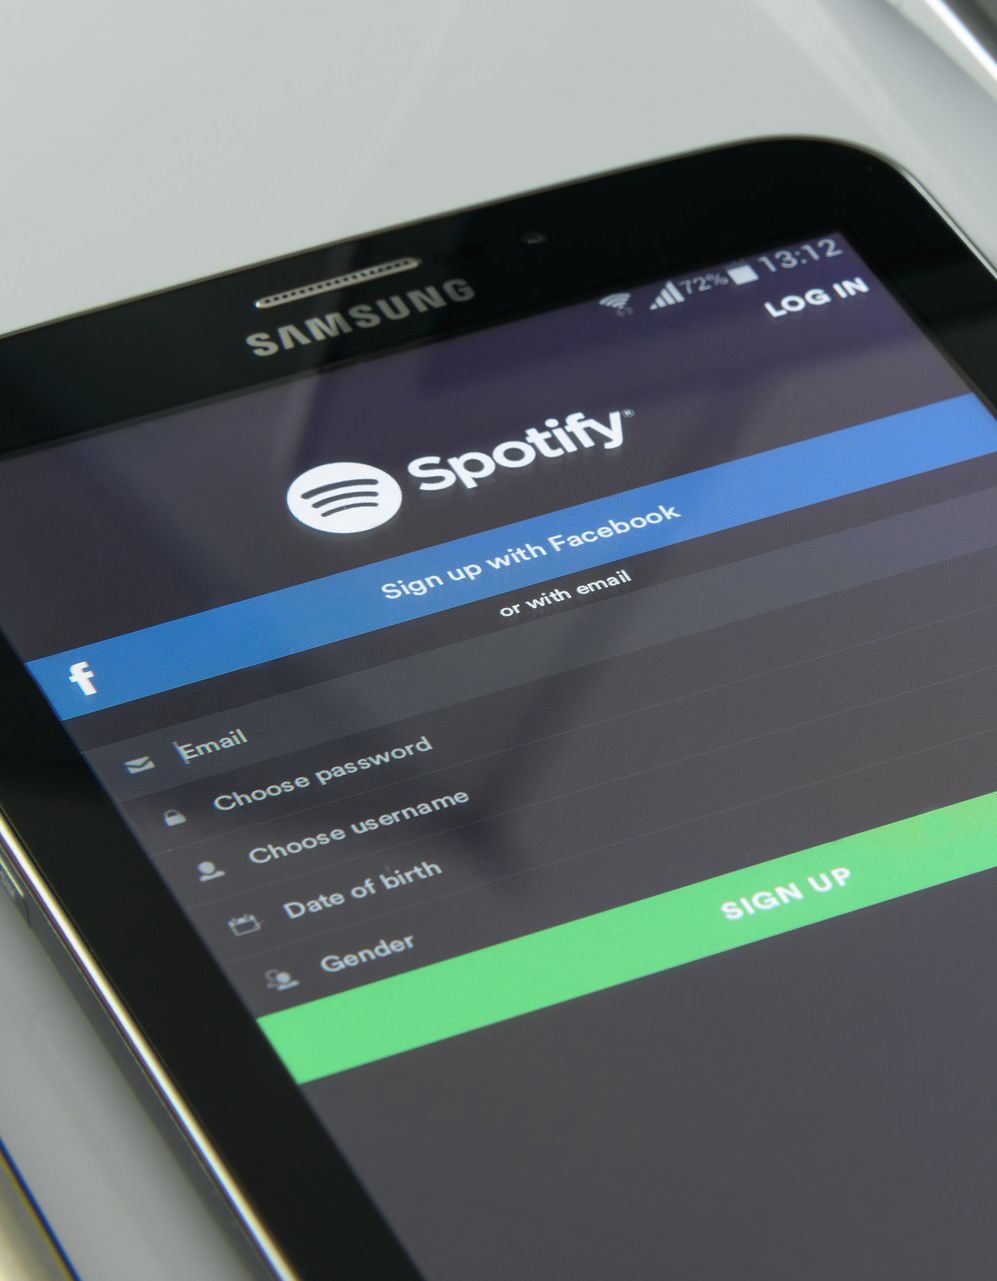 SAMSUNG
72% 13:12
LOG IN
Spotify®
Sign up with Facebook
or with email
Email
Choose password
Choose username
Date of birth
Gender
SIGN UP